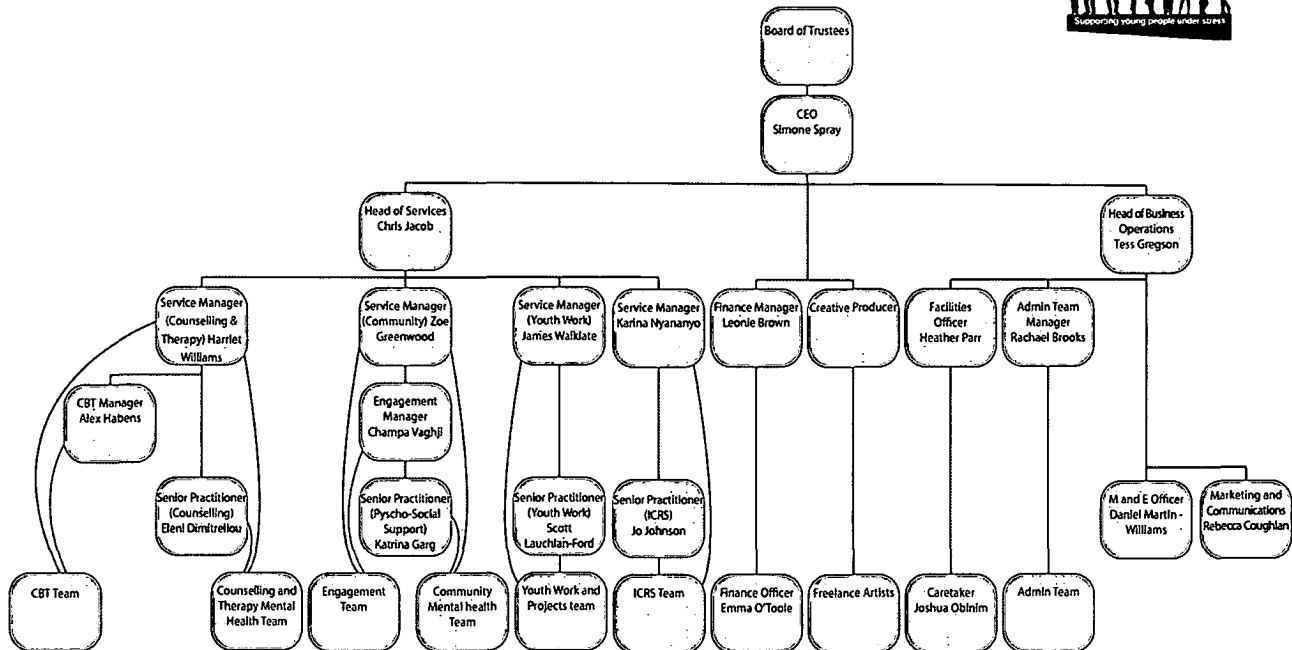 Supporting young people under stress
Board of Trustees
CEO
Simone Spray
Head of Services
Chris Jacob
Head of Business
Operations
Tess Gregson
Service Manager
(Counselling &
Therapy) Harriet
Williams
Service Manager
(Community) Zoe
Greenwood
Service Manager
(Youth Work)
James Walklate
Service Manager
Karina Nyananyo
Finance Manager
Leonie Brown
Creative Producer
Facilities
Officer
Heather Parr
Admin Team
Manager
Rachael Brooks
CBT Manager
Alex Habens
Engagement
Manager
Champa Vaghji
Senior Practitioner
(Counselling)
Eleni Dimitrellou
Senior Practitioner
(Pyscho-Social
Support)
Katrina Garg
Senior Practitioner
(Youth Work)
Scott
Lauchlan-Ford
Senior Practitioner
(ICRS)
Jo Johnson
M and E Officer
Daniel Martin -
Williams
Marketing and
Communications
Rebecca Coughlan
CBT Team
Counselling and
Therapy Mental
Health Team
Engagement
Team
Community
Mental health
Team
Youth Work and
Projects team
ICRS Team
Finance Officer
Emma O'Toole
Freelance Artists
Caretaker
Joshua Obinim
Admin Team